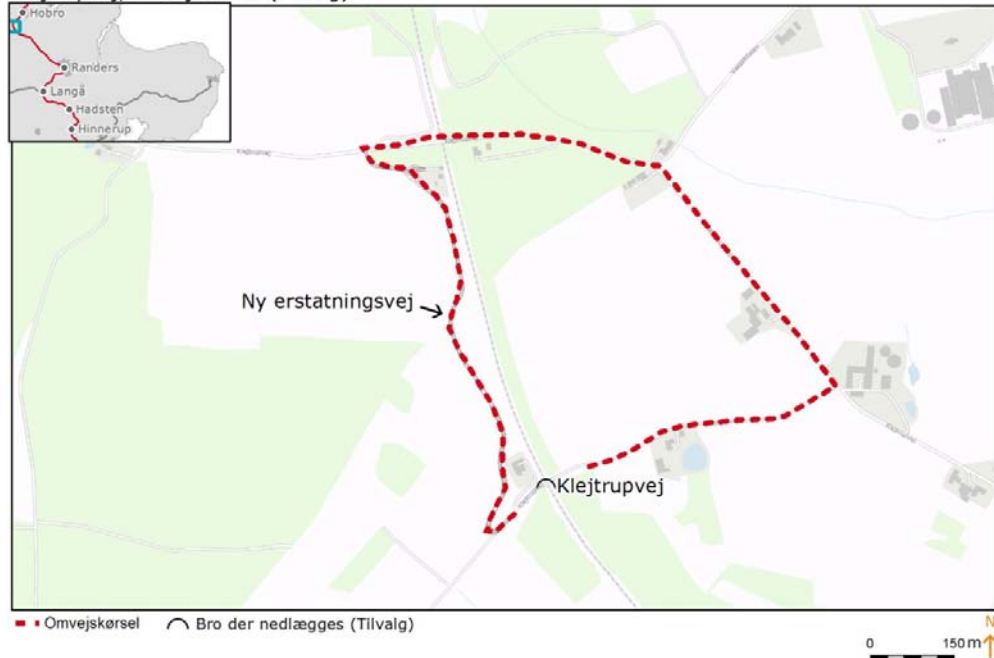 Hobro
Randers
Langå
Hadsten
Hinnerup
Ny erstatningsvej
Klejtrupvej
Omvejskørsel
Bro der nedlægges (Tilvalg)
N
0 150 m